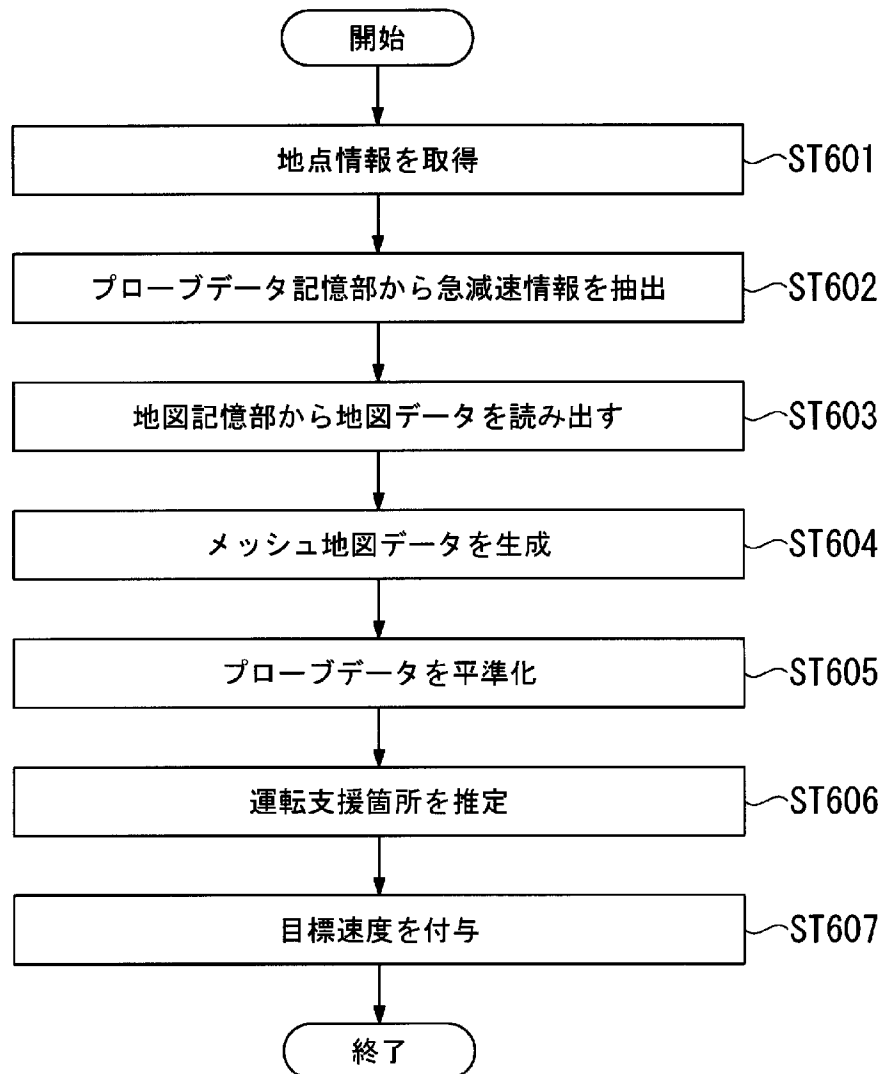 開始
地点情報を取得
ST601
プローブデータ記憶部から急減速情報を抽出
ST602
地図記憶部から地図データを読み出す
ST603
メッシュ地図データを生成
ST604
プローブデータを平準化
ST605
運転支援箇所を推定
ST606
目標速度を付与
ST607
終了